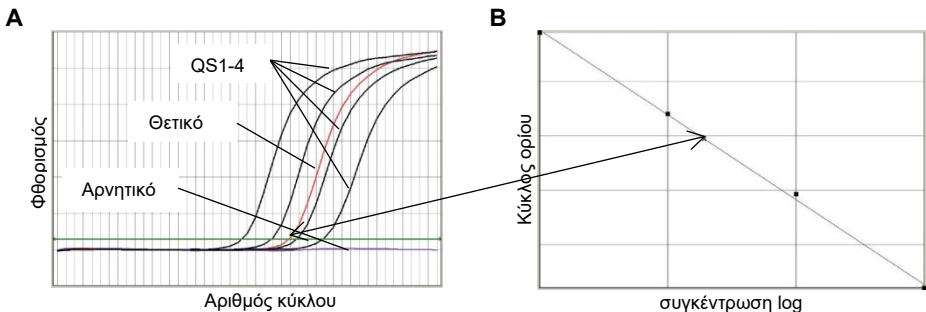 A
B
QS1-4
Θετικό
Αρνητικό
Φθορισμός
Αριθμός κύκλου
Κύκλος ορίου
συγκέντρωση log